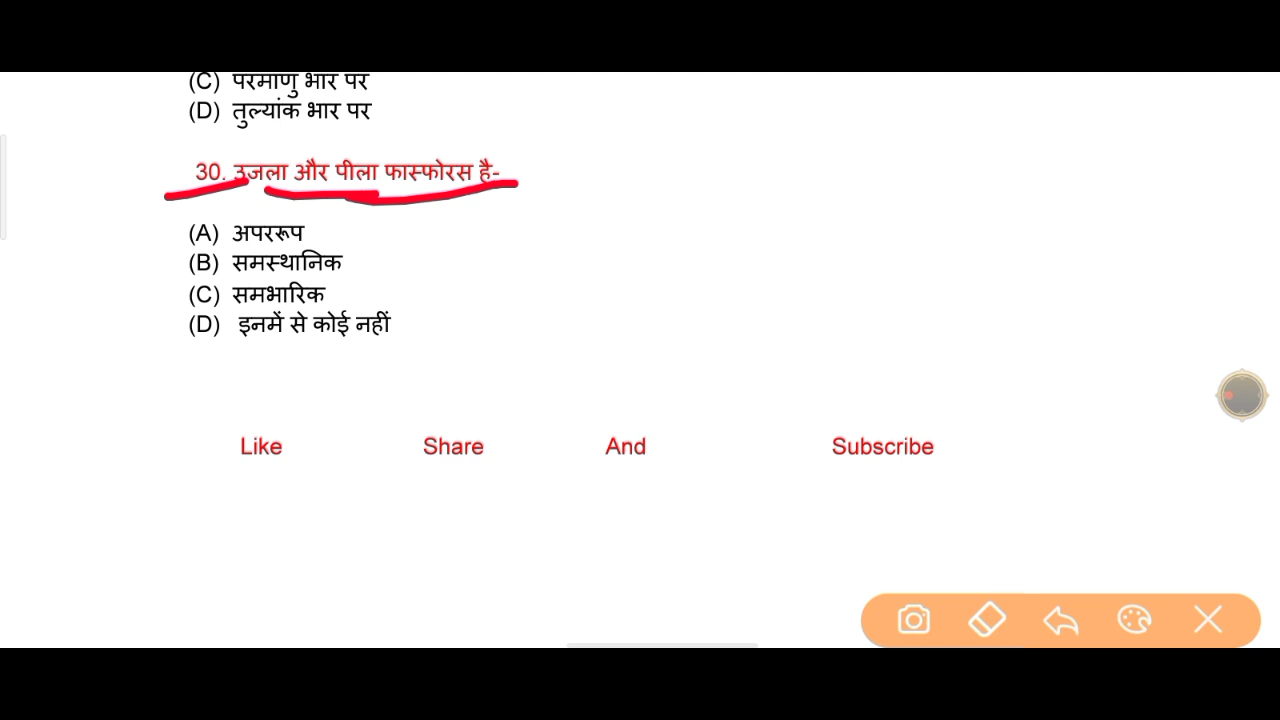 (C) परमाणु भार पर
(D) तुल्यांक भार पर
30. उजला और पीला फास्फोरस है-
(A) अपररूप
(B) समस्थानिक
(C) समभारिक
(D) इनमें से कोई नहीं
Like Share And Subscribe